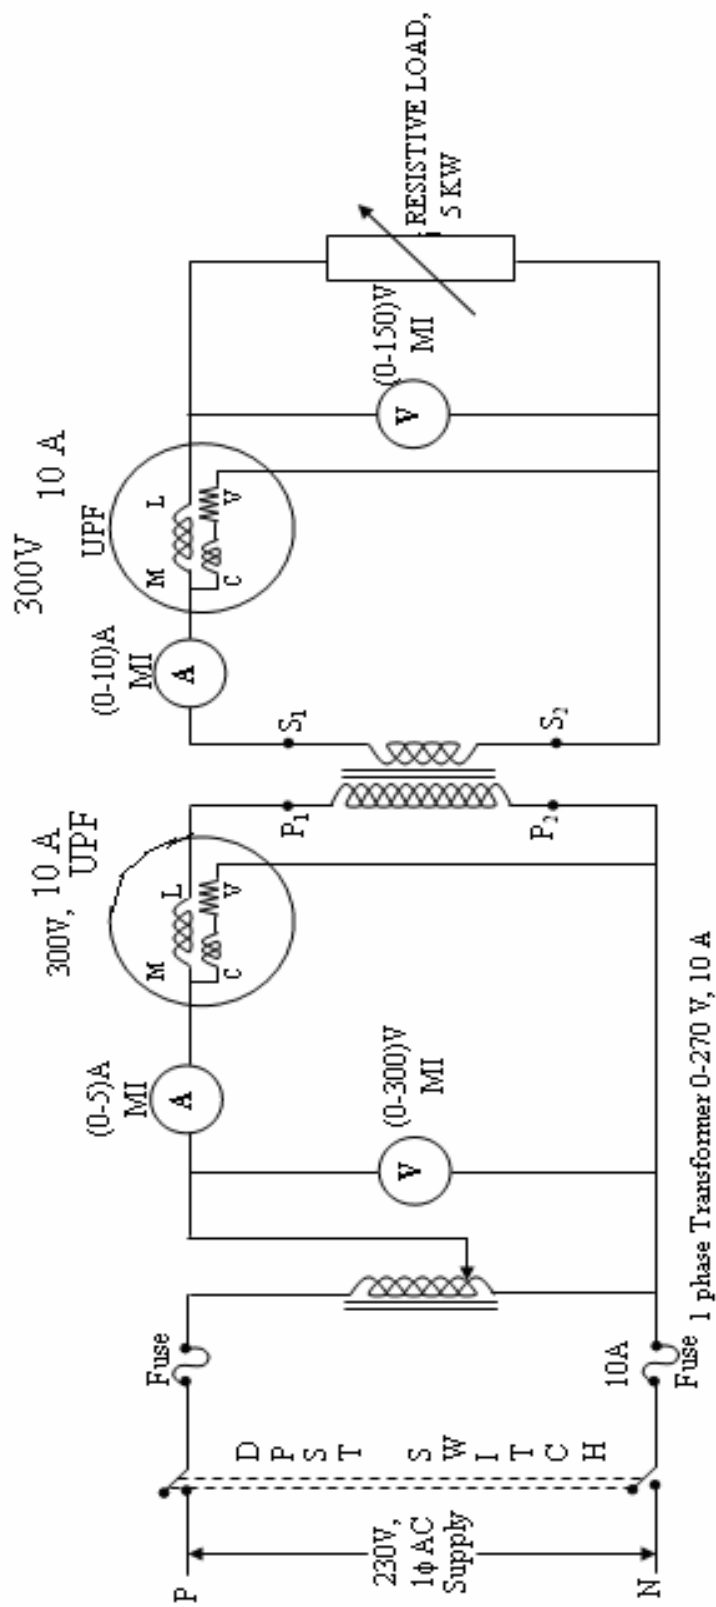 P
230V,
1ϕ AC
Supply
N
D
P
S
T
S
W
I
T
C
H
Fuse
10A
Fuse
1 phase Transformer 0-270 V, 10 A
(0-300)V
MI
V
(0-5)A
MI
A
300V, 10 A
UPF
M
L
C
V
P1
P2
S1
S2
(0-10)A
MI
A
300V
10 A
UPF
M
L
C
V
(0-150)V
MI
V
RESISTIVE LOAD,
5 KW